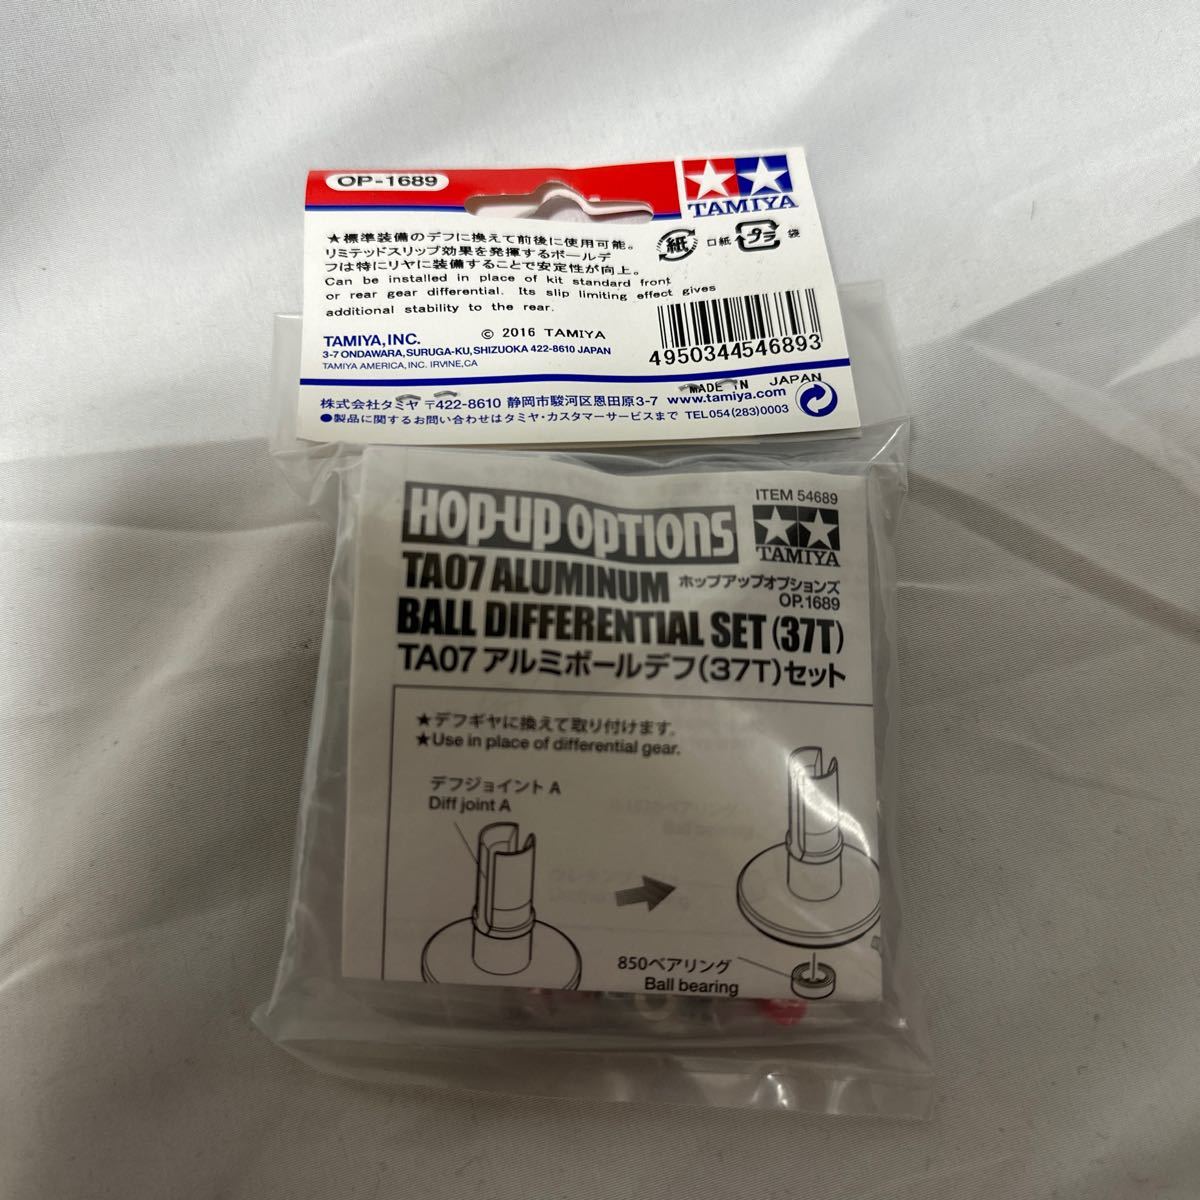 OP-1689
TAMIYA
★標準装備のデフに換えて前後に使用可能。
リミテッドスリップ効果を発揮するボールデ
フは特にリヤに装備することで安定性が向上。
紙
口紙
プラ
袋
Can be installed in place of kit standard front
or rear gear differential. Its slip limiting effect gives
additional stability to the rear.
© 2016 TAMIYA
4950344546893
TAMIYA,INC.
3-7 ONDAWARA,SURUGA-KU,SHIZUOKA 422-8610 JAPAN
TAMIYA AMERICA,INC. IRVINE,CA
MADE IN JAPAN
株式会社タミヤ 〒422-8610 静岡市駿河区恩田原3-7 www.tamiya.com
●製品に関するお問い合わせはタミヤ・カスタマーサービスまで TEL054(283)0003
HOP-UP OPTIONS
ITEM 54689
TAMIYA
TA07 ALUMINUM
ホップアップオプションズ
OP.1689
BALL DIFFERENTIAL SET (37T)
TA07 アルミボールデフ(37T)セット
★デフギヤに換えて取り付けます。
★Use in place of differential gear.
デフジョイント A
Diff joint A
850ベアリング
Ball bearing